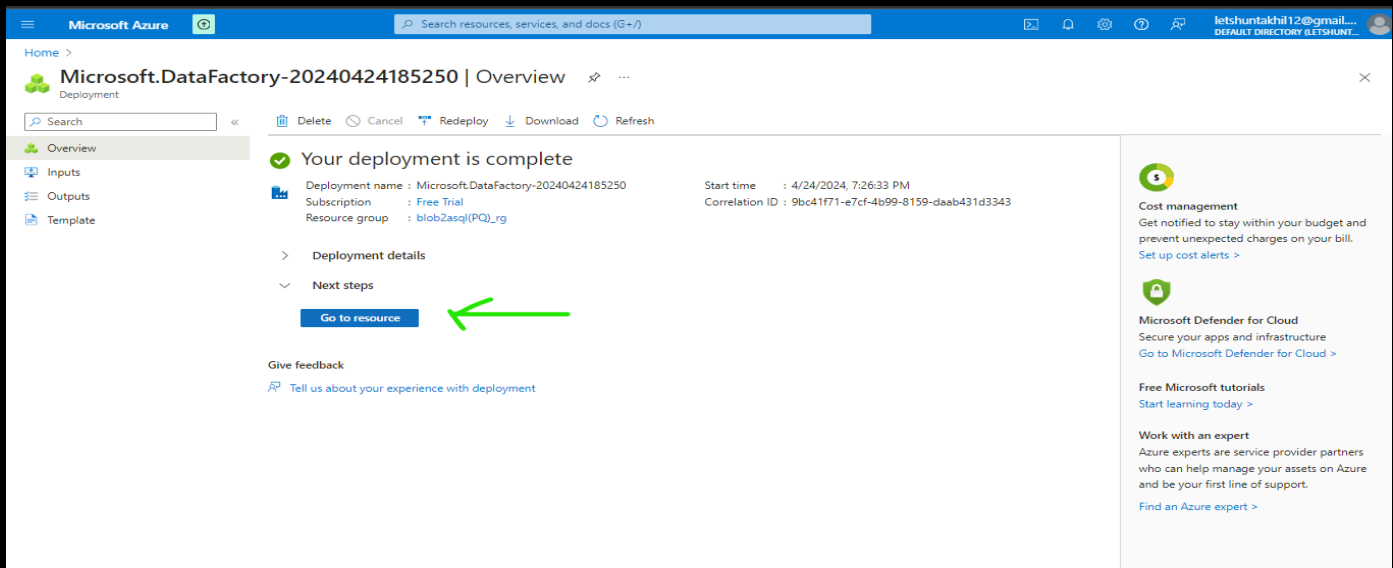 Microsoft Azure
Search resources, services, and docs (G+/)
letshuntakhil12@gmail....
DEFAULT DIRECTORY (LETSHUNT...
Home >
Microsoft.DataFactory-20240424185250 | Overview
Deployment
Search
«
Delete
Cancel
Redeploy
Download
Refresh
Overview
Inputs
Outputs
Template
Your deployment is complete
Deployment name : Microsoft.DataFactory-20240424185250
Subscription : Free Trial
Resource group : blob2asql(PQ)_rg
Start time : 4/24/2024, 7:26:33 PM
Correlation ID : 9bc41f71-e7cf-4b99-8159-daab431d3343
Deployment details
Next steps
Go to resource
Give feedback
Tell us about your experience with deployment
Cost management
Get notified to stay within your budget and
prevent unexpected charges on your bill.
Set up cost alerts >
Microsoft Defender for Cloud
Secure your apps and infrastructure
Go to Microsoft Defender for Cloud >
Free Microsoft tutorials
Start learning today >
Work with an expert
Azure experts are service provider partners
who can help manage your assets on Azure
and be your first line of support.
Find an Azure expert >